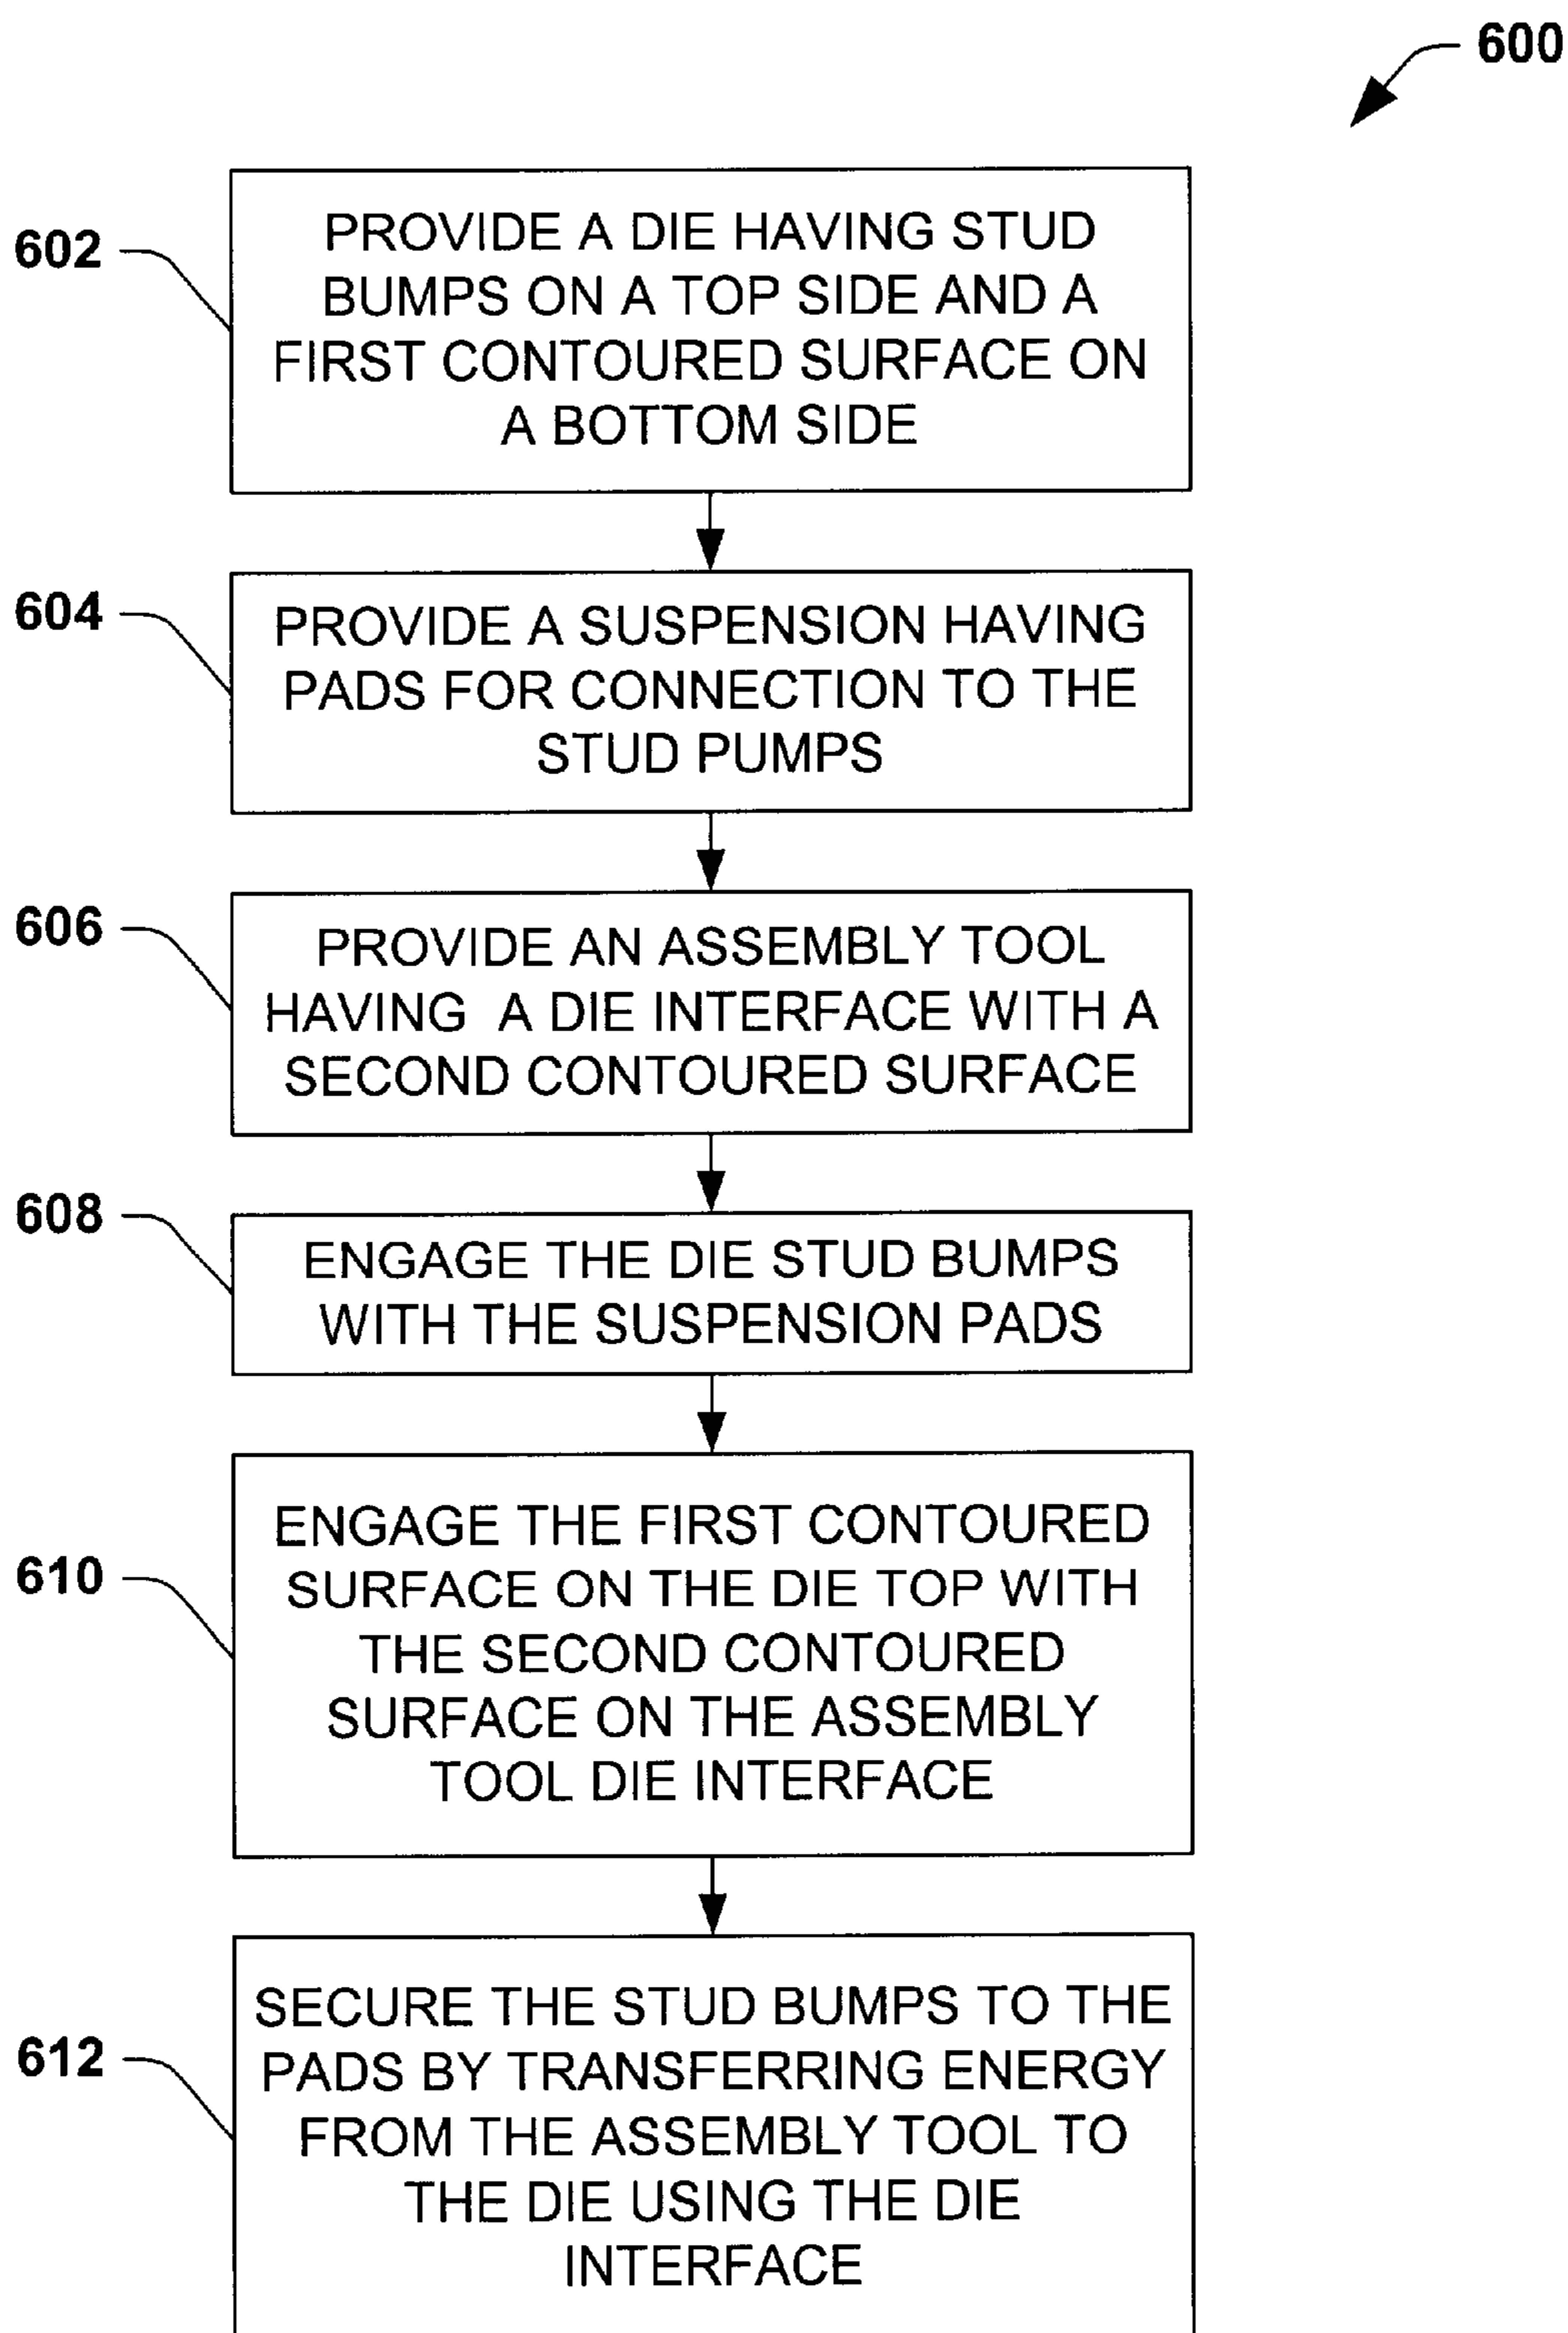 600
602
PROVIDE A DIE HAVING STUD
BUMPS ON A TOP SIDE AND A
FIRST CONTOURED SURFACE ON
A BOTTOM SIDE
604
PROVIDE A SUSPENSION HAVING
PADS FOR CONNECTION TO THE
STUD PUMPS
606
PROVIDE AN ASSEMBLY TOOL
HAVING A DIE INTERFACE WITH A
SECOND CONTOURED SURFACE
608
ENGAGE THE DIE STUD BUMPS
WITH THE SUSPENSION PADS
610
ENGAGE THE FIRST CONTOURED
SURFACE ON THE DIE TOP WITH
THE SECOND CONTOURED
SURFACE ON THE ASSEMBLY
TOOL DIE INTERFACE
612
SECURE THE STUD BUMPS TO THE
PADS BY TRANSFERRING ENERGY
FROM THE ASSEMBLY TOOL TO
THE DIE USING THE DIE
INTERFACE